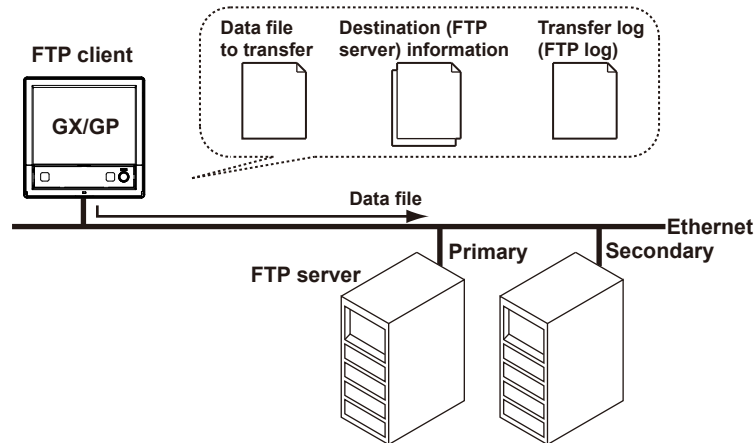 Data file
to transfer
Destination (FTP
server) information
Transfer log
(FTP log)
FTP client
GX/GP
Data file
Ethernet
Primary
Secondary
FTP server